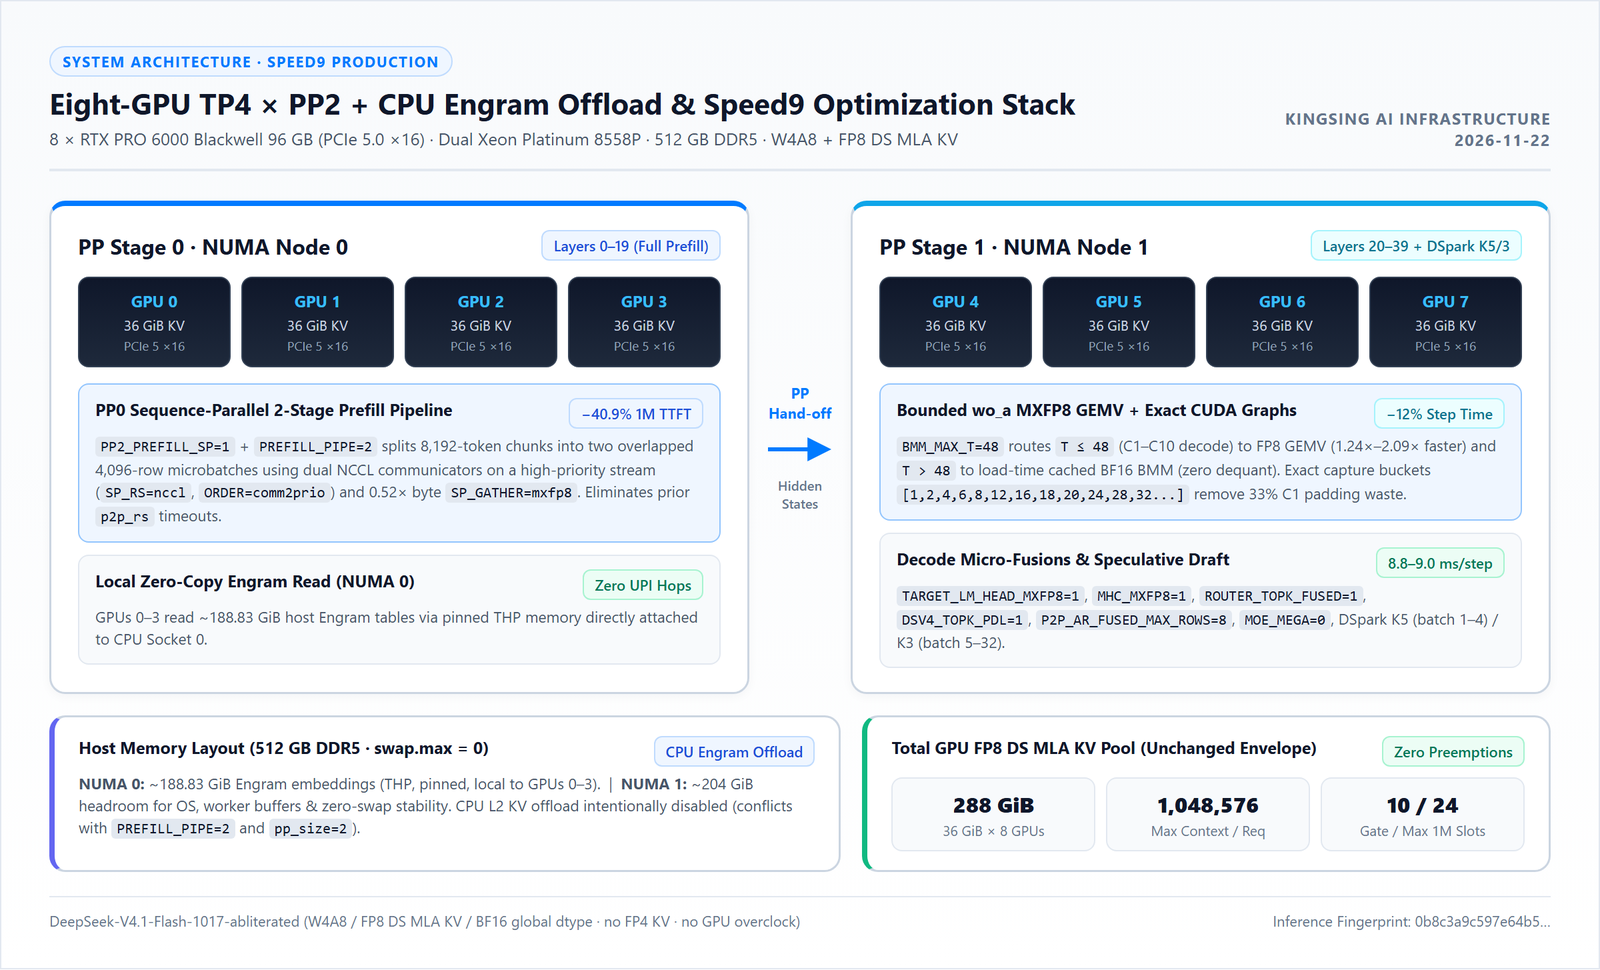 SYSTEM ARCHITECTURE · SPEED9 PRODUCTION
Eight-GPU TP4 × PP2 + CPU Engram Offload & Speed9 Optimization Stack
8 × RTX PRO 6000 Blackwell 96 GB (PCIe 5.0 ×16) · Dual Xeon Platinum 8558P · 512 GB DDR5 · W4A8 + FP8 DS MLA KV
KINGSING AI INFRASTRUCTURE
2026-11-22
PP Stage 0 · NUMA Node 0
Layers 0–19 (Full Prefill)
GPU 0
36 GiB KV
PCIe 5 ×16
GPU 1
36 GiB KV
PCIe 5 ×16
GPU 2
36 GiB KV
PCIe 5 ×16
GPU 3
36 GiB KV
PCIe 5 ×16
PP0 Sequence-Parallel 2-Stage Prefill Pipeline
−40.9% 1M TTFT
PP2_PREFILL_SP=1 + PREFILL_PIPE=2 splits 8,192-token chunks into two overlapped
4,096-row microbatches using dual NCCL communicators on a high-priority stream
(SP_RS=nccl, ORDER=comm2prio) and 0.52× byte SP_GATHER=mxfp8. Eliminates prior
p2p_rs timeouts.
Local Zero-Copy Engram Read (NUMA 0)
Zero UPI Hops
GPUs 0–3 read ~188.83 GiB host Engram tables via pinned THP memory directly attached
to CPU Socket 0.
PP
Hand-off
Hidden
States
PP Stage 1 · NUMA Node 1
Layers 20–39 + DSpark K5/3
GPU 4
36 GiB KV
PCIe 5 ×16
GPU 5
36 GiB KV
PCIe 5 ×16
GPU 6
36 GiB KV
PCIe 5 ×16
GPU 7
36 GiB KV
PCIe 5 ×16
Bounded wo_a MXFP8 GEMV + Exact CUDA Graphs
−12% Step Time
BMM_MAX_T=48 routes T ≤ 48 (C1–C10 decode) to FP8 GEMV (1.24×–2.09× faster) and
T > 48 to load-time cached BF16 BMM (zero dequant). Exact capture buckets
[1,2,4,6,8,12,16,18,20,24,28,32...] remove 33% C1 padding waste.
Decode Micro-Fusions & Speculative Draft
8.8–9.0 ms/step
TARGET_LM_HEAD_MXFP8=1, MHC_MXFP8=1, ROUTER_TOPK_FUSED=1,
DSV4_TOPK_PDL=1, P2P_AR_FUSED_MAX_ROWS=8, MOE_MEGA=0, DSpark K5 (batch 1–4) /
K3 (batch 5–32).
Host Memory Layout (512 GB DDR5 · swap.max = 0)
CPU Engram Offload
NUMA 0: ~188.83 GiB Engram embeddings (THP, pinned, local to GPUs 0–3). | NUMA 1: ~204 GiB
headroom for OS, worker buffers & zero-swap stability. CPU L2 KV offload intentionally disabled (conflicts
with PREFILL_PIPE=2 and pp_size=2).
Total GPU FP8 DS MLA KV Pool (Unchanged Envelope)
Zero Preemptions
288 GiB
36 GiB × 8 GPUs
1,048,576
Max Context / Req
10 / 24
Gate / Max 1M Slots
DeepSeek-V4.1-Flash-1017-abliterated (W4A8 / FP8 DS MLA KV / BF16 global dtype · no FP4 KV · no GPU overclock)
Inference Fingerprint: 0b8c3a9c597e64b5...